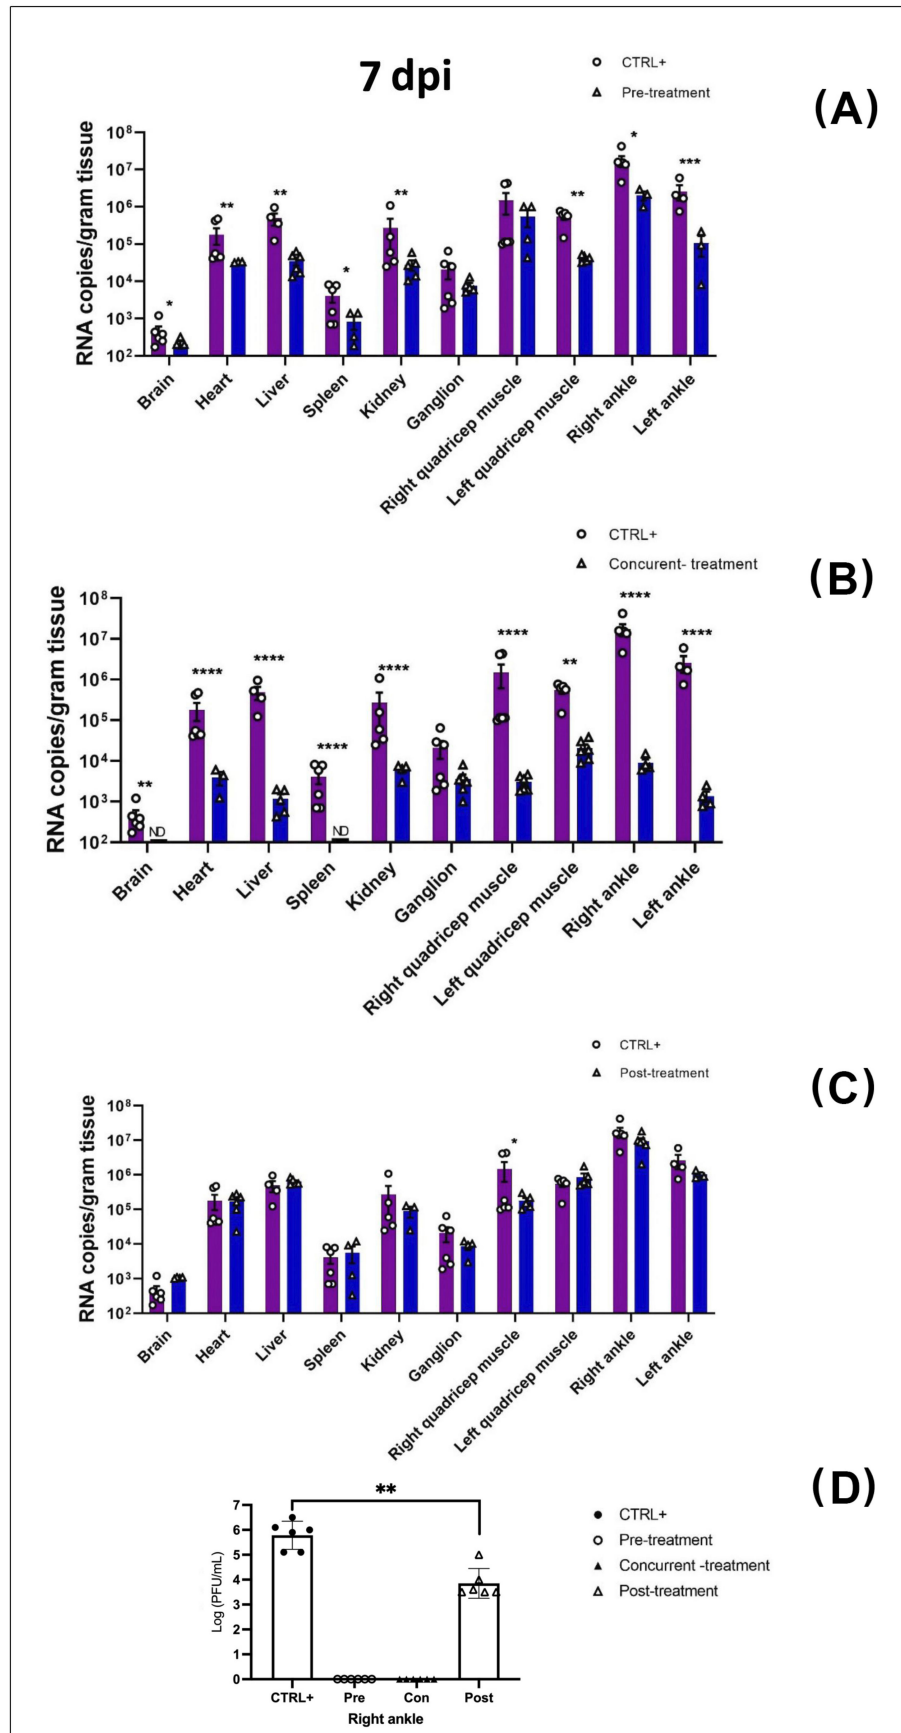 7 dpi
CTRL+
Pre-treatment
(A)
RNA copies/gram tissue
10⁸
10⁷
10⁶
10⁵
10⁴
10³
10²
*
**
**
*
**
**
*
***
Brain
Heart
Liver
Spleen
Kidney
Ganglion
Right quadricep muscle
Left quadricep muscle
Right ankle
Left ankle
CTRL+
Concurent- treatment
(B)
RNA copies/gram tissue
10⁸
10⁷
10⁶
10⁵
10⁴
10³
10²
**
ND
****
****
****
ND
****
****
**
****
****
Brain
Heart
Liver
Spleen
Kidney
Ganglion
Right quadricep muscle
Left quadricep muscle
Right ankle
Left ankle
CTRL+
Post-treatment
(C)
RNA copies/gram tissue
10⁸
10⁷
10⁶
10⁵
10⁴
10³
10²
*
Brain
Heart
Liver
Spleen
Kidney
Ganglion
Right quadricep muscle
Left quadricep muscle
Right ankle
Left ankle
(D)
**
CTRL+
Pre-treatment
Concurrent -treatment
Post-treatment
Log (PFU/mL)
7
6
5
4
3
2
1
0
CTRL+ Pre Con Post
Right ankle